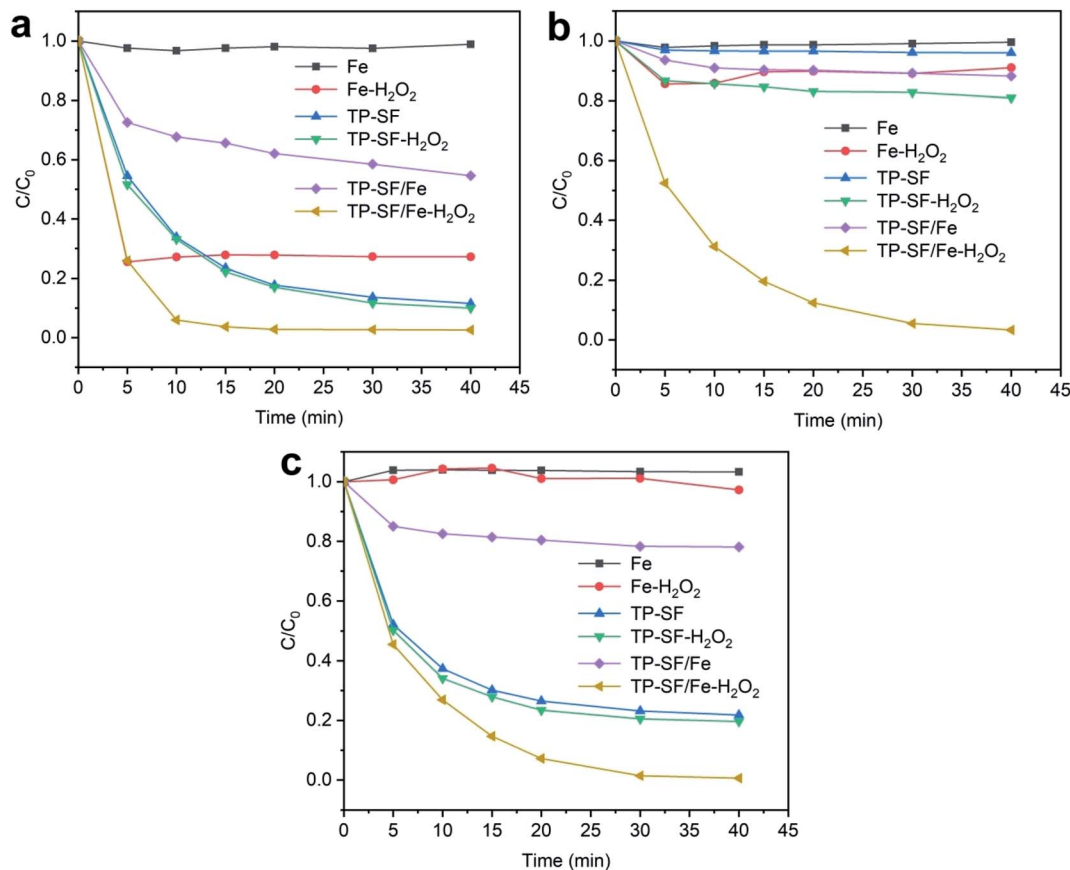 a
1.0
0.8
0.6
0.4
0.2
0.0
C/C₀
Fe
Fe-H₂O₂
TP-SF
TP-SF-H₂O₂
TP-SF/Fe
TP-SF/Fe-H₂O₂
0 5 10 15 20 25 30 35 40 45
Time (min)
b
1.0
0.8
0.6
0.4
0.2
0.0
C/C₀
Fe
Fe-H₂O₂
TP-SF
TP-SF-H₂O₂
TP-SF/Fe
TP-SF/Fe-H₂O₂
0 5 10 15 20 25 30 35 40 45
Time (min)
c
1.0
0.8
0.6
0.4
0.2
0.0
C/C₀
Fe
Fe-H₂O₂
TP-SF
TP-SF-H₂O₂
TP-SF/Fe
TP-SF/Fe-H₂O₂
0 5 10 15 20 25 30 35 40 45
Time (min)